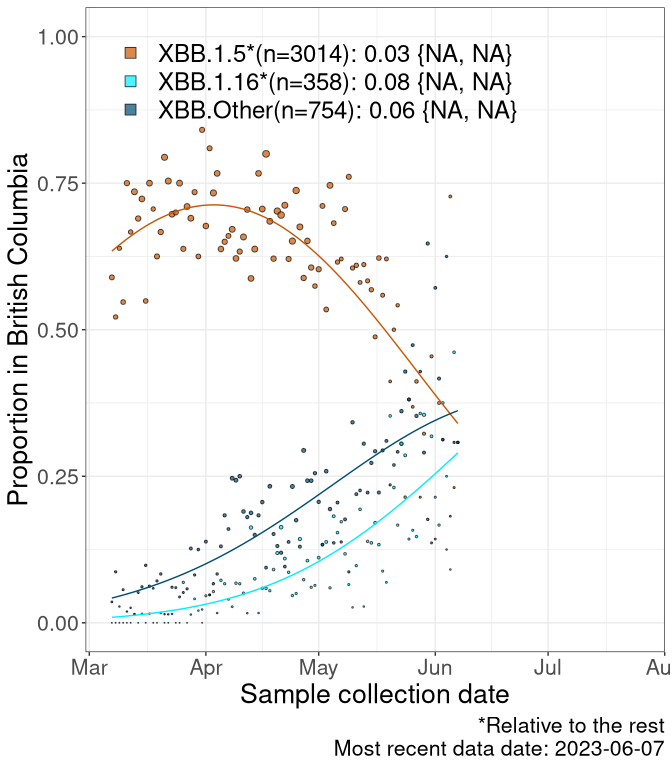 1.00
0.75
0.50
0.25
0.00
Proportion in British Columbia
XBB.1.5*(n=3014): 0.03 {NA, NA}
XBB.1.16*(n=358): 0.08 {NA, NA}
XBB.Other(n=754): 0.06 {NA, NA}
Mar Apr May Jun Jul Au
Sample collection date
*Relative to the rest
Most recent data date: 2023-06-07